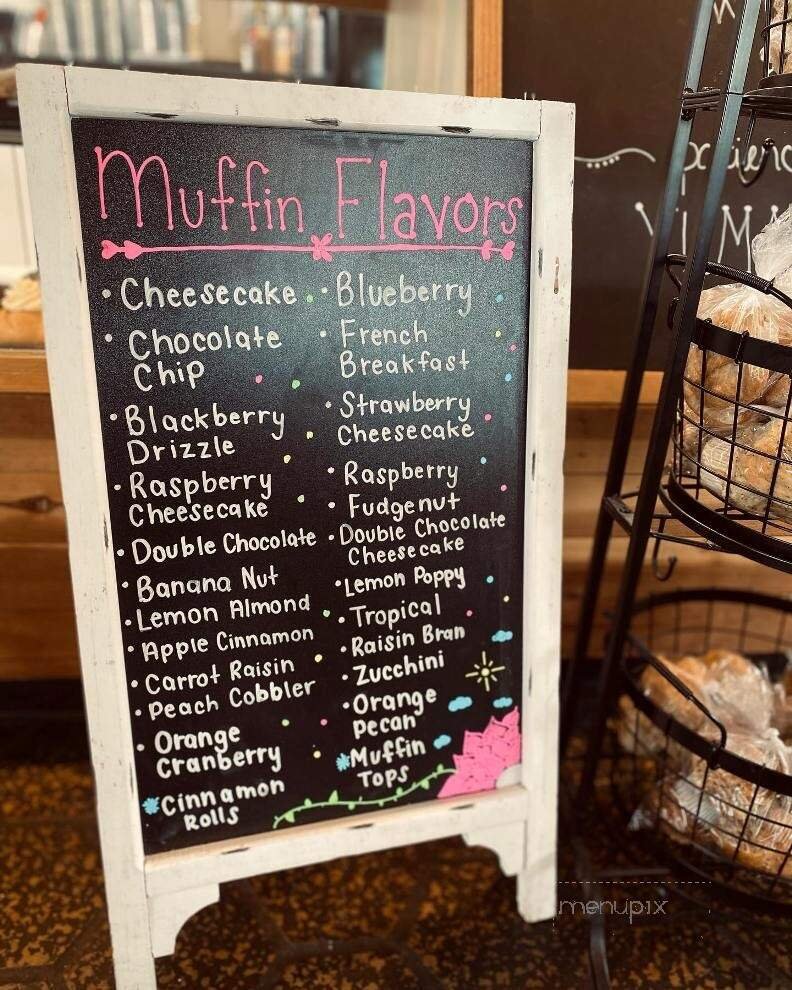 Muffin Flavors
• Cheesecake
• Chocolate
Chip
• Blackberry
Drizzle
• Raspberry
Cheesecake
• Double Chocolate
• Banana Nut
• Lemon Almond
• Apple Cinnamon
• Carrot Raisin
• Peach Cobbler
• Orange
Cranberry
* Cinnamon
Rolls
• Blueberry
• French
Breakfast
• Strawberry
Cheesecake
• Raspberry
• Fudgenut
• Double Chocolate
Cheesecake
• Lemon Poppy
• Tropical
• Raisin Bran
• Zucchini
• Orange
Pecan
* Muffin
Tops
menupix